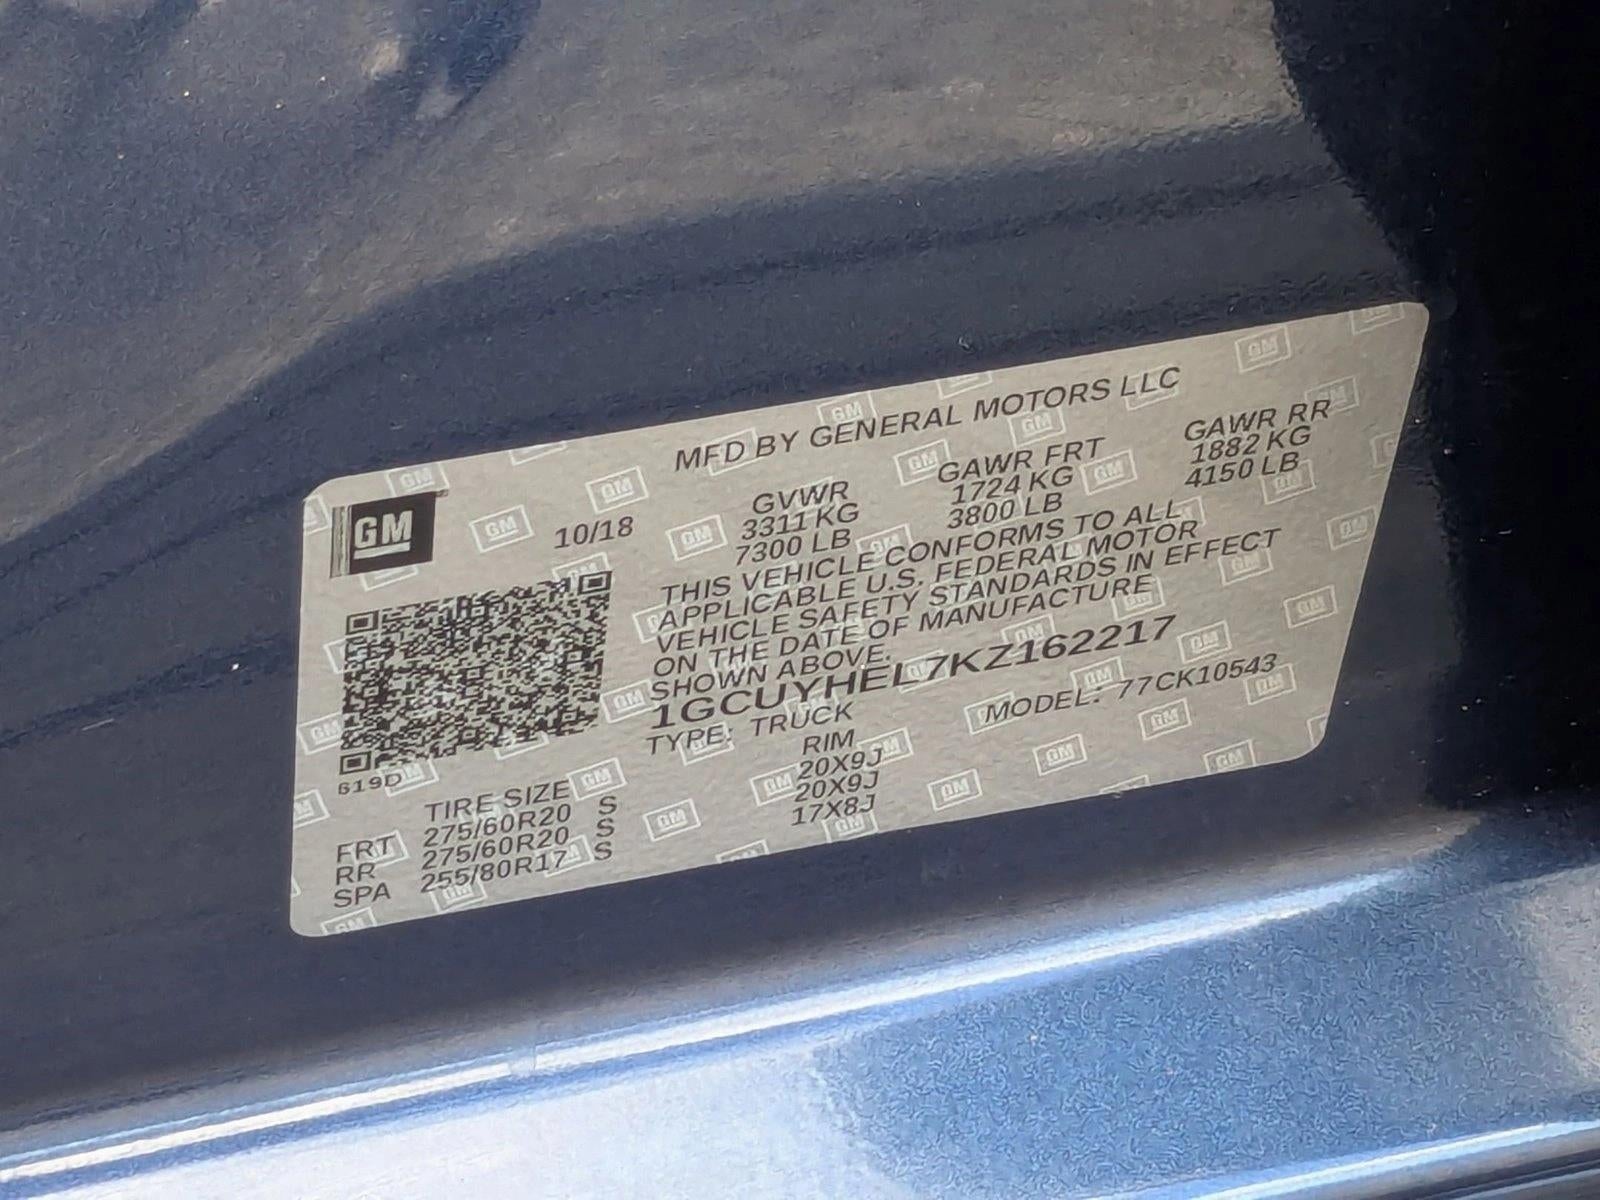 MFD BY GENERAL MOTORS LLC
GM
10/18
GVWR GAWR FRT GAWR RR
3311 KG 1724 KG 1882 KG
7300 LB 3800 LB 4150 LB
THIS VEHICLE CONFORMS TO ALL
APPLICABLE U.S. FEDERAL MOTOR
VEHICLE SAFETY STANDARDS IN EFFECT
ON THE DATE OF MANUFACTURE
SHOWN ABOVE.
1GCUYHEL7KZ162217
TYPE: TRUCK MODEL: 77CK10543
619D
TIRE SIZE RIM
FRT 275/60R20 S 20X9J
RR 275/60R20 S 20X9J
SPA 255/80R17 S 17X8J